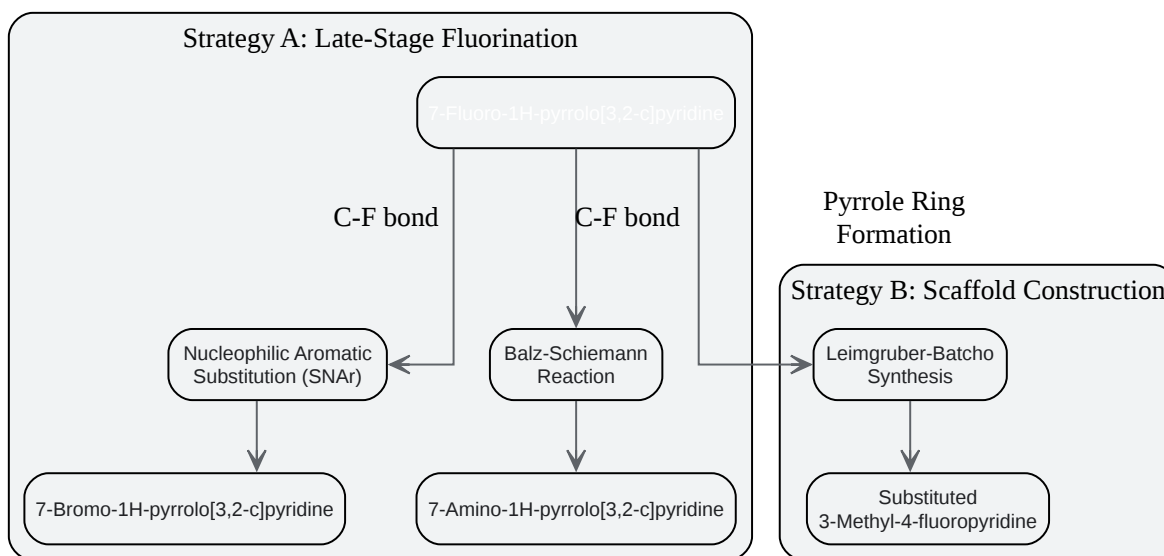 Strategy A: Late-Stage Fluorination
7-Fluoro-1H-pyrrolo[3,2-c]pyridine
C-F bond
C-F bond
Pyrrole Ring
Formation
Strategy B: Scaffold Construction
Nucleophilic Aromatic
Substitution (SNAr)
Balz-Schiemann
Reaction
Leimgruber-Batcho
Synthesis
7-Bromo-1H-pyrrolo[3,2-c]pyridine
7-Amino-1H-pyrrolo[3,2-c]pyridine
Substituted
3-Methyl-4-fluoropyridine